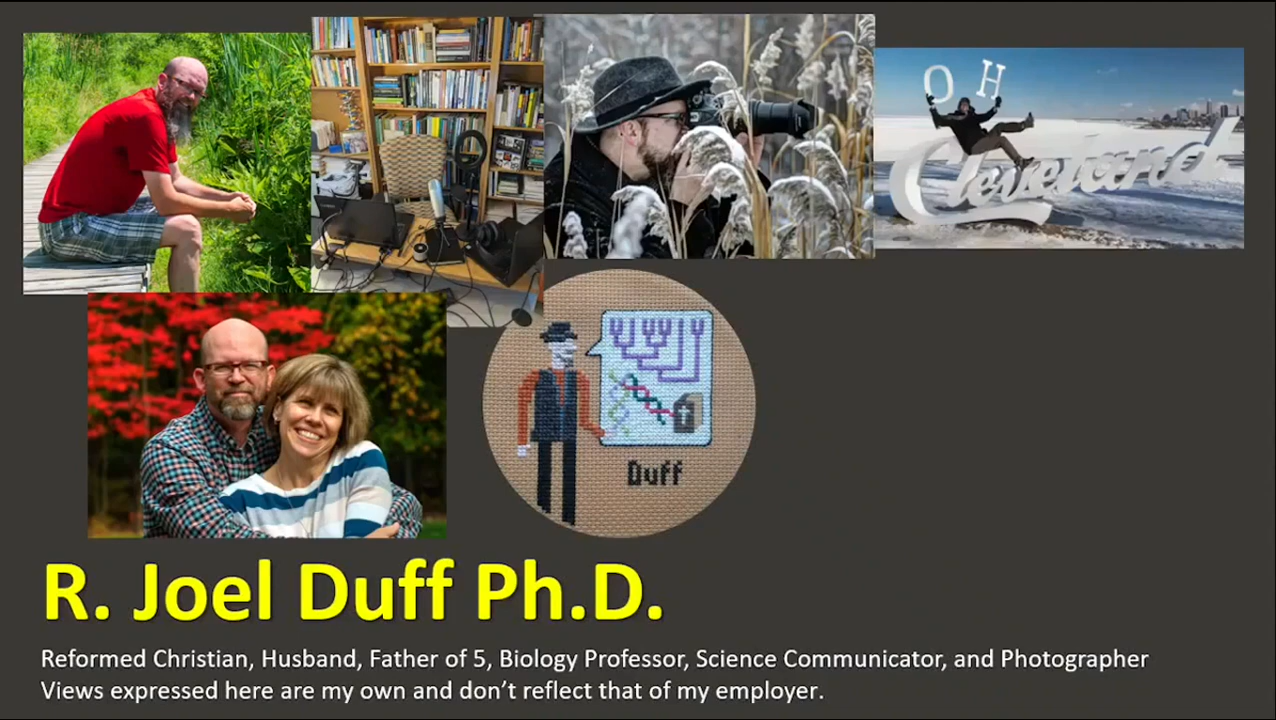 O H
Cleveland
Duff
R. Joel Duff Ph.D.
Reformed Christian, Husband, Father of 5, Biology Professor, Science Communicator, and Photographer
Views expressed here are my own and don't reflect that of my employer.